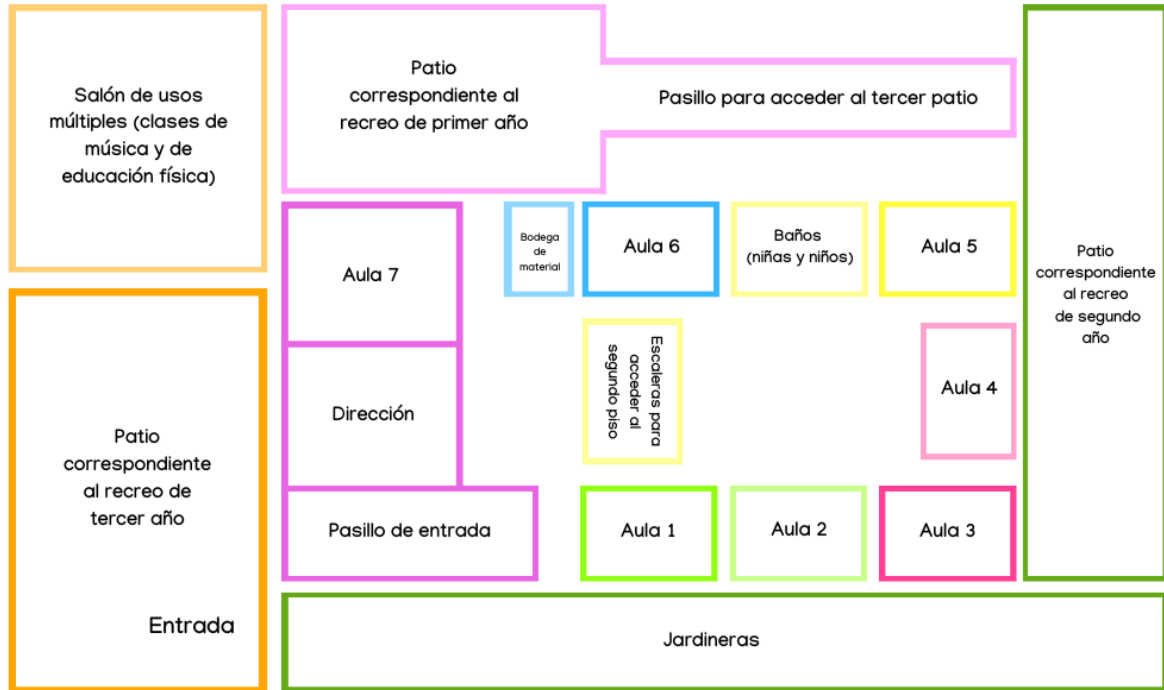 Salón de usos
múltiples (clases de
música y de
educación física)
Patio
correspondiente al
recreo de primer año
Pasillo para acceder al tercer patio
Patio
correspondiente
al recreo
de segundo
año
Aula 7
Bodega
de
material
Aula 6
Baños
(niñas y niños)
Aula 5
Dirección
Escaleras para
acceder al
segundo piso
Aula 4
Patio
correspondiente
al recreo de
tercer año
Entrada
Pasillo de entrada
Aula 1
Aula 2
Aula 3
Jardineras